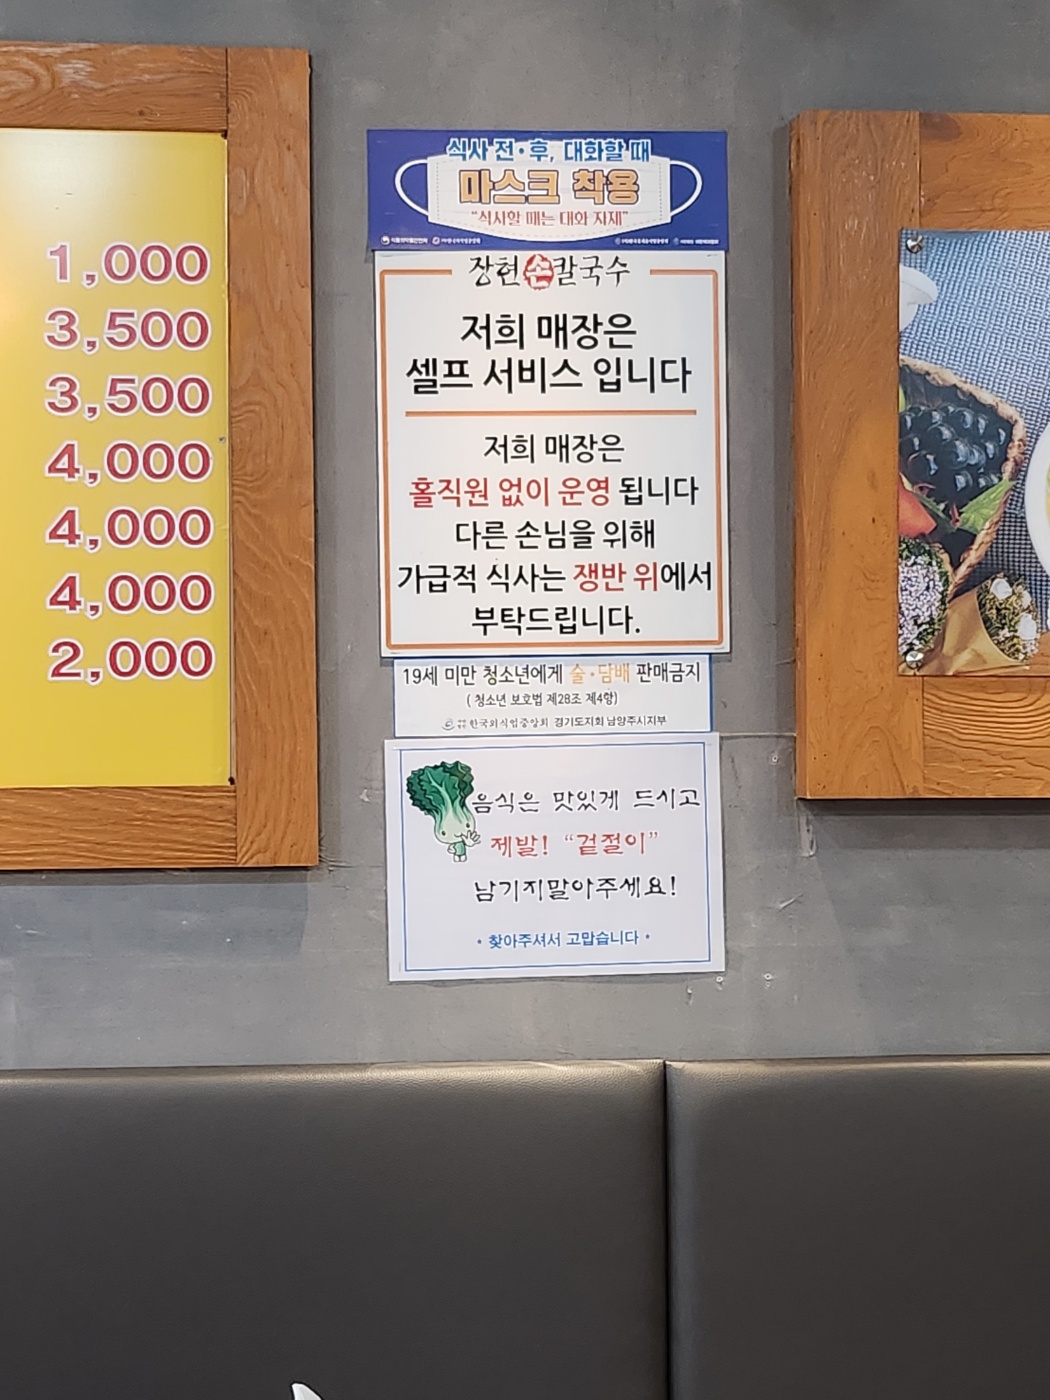 1,000
3,500
3,500
4,000
4,000
4,000
2,000
식사 전·후, 대화할 때
마스크 착용
"식사할 때는 대화 자제"
장현손칼국수
저희 매장은
셀프 서비스 입니다
저희 매장은
홀직원 없이 운영 됩니다
다른 손님을 위해
가급적 식사는 쟁반 위에서
부탁드립니다.
19세 미만 청소년에게 술·담배 판매금지
(청소년 보호법 제28조 제4항)
한국외식업중앙회 경기도지회 남양주시지부
음식은 맛있게 드시고
제발! "겉절이"
남기지말아주세요!
· 찾아주셔서 고맙습니다 ·